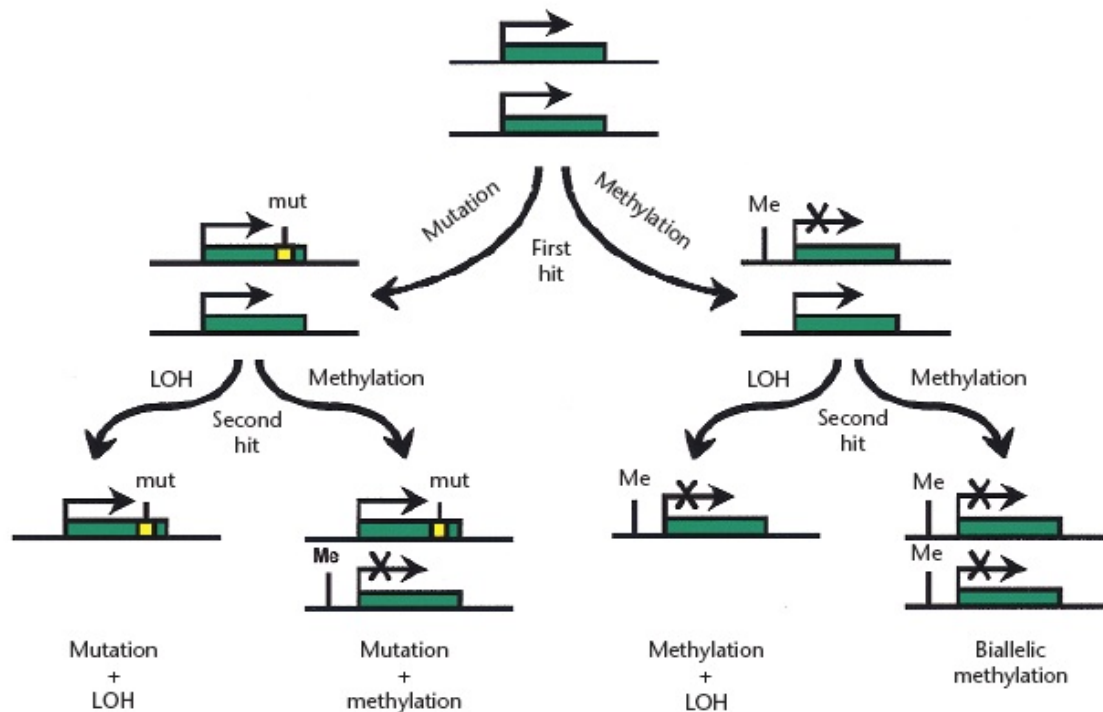 Mutation
Methylation
First
hit
mut
Me
LOH
Methylation
Second
hit
LOH
Methylation
Second
hit
mut
mut
Me
Me
Me
Me
Mutation
+
LOH
Mutation
+
methylation
Methylation
+
LOH
Biallelic
methylation